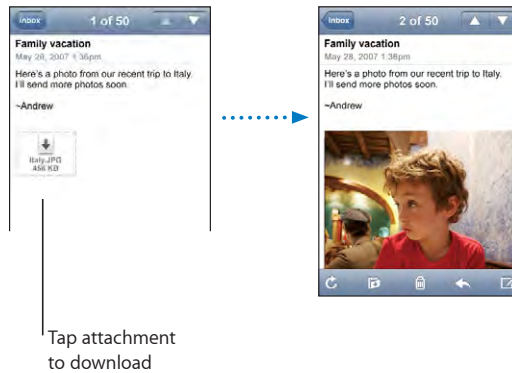 Inbox
1 of 50
Family vacation
May 28, 2007 1:36pm
Here's a photo from our recent trip to Italy.
I'll send more photos soon.
~Andrew
Italy.JPG
456 KB
Tap attachment
to download
Inbox
2 of 50
Family vacation
May 28, 2007 1:36pm
Here's a photo from our recent trip to Italy.
I'll send more photos soon.
~Andrew